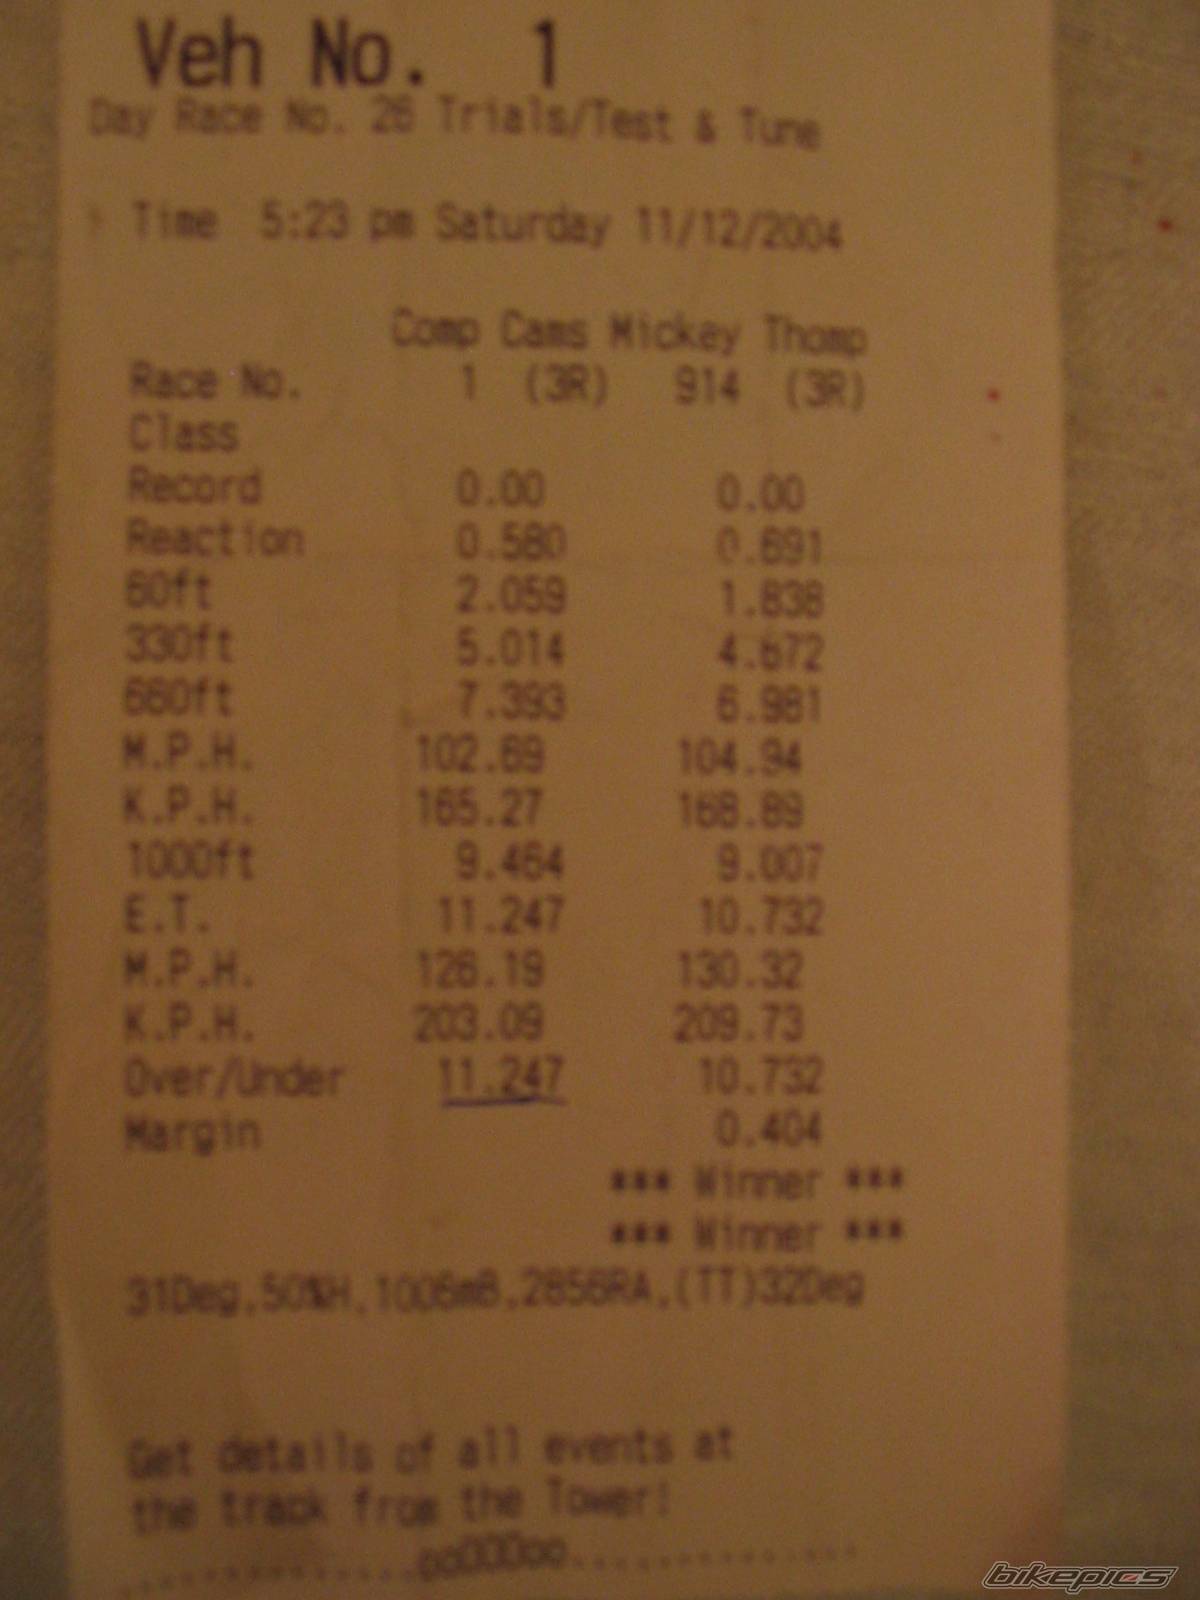 Veh No. 1
Day Race No. 26 Trials/Test & Tune
Time 5:23 pm Saturday 11/12/2004
Comp Cams Mickey Thomp
Race No. 1 (3R) 914 (3R)
Class
Record 0.00 0.00
Reaction 0.580 0.691
60ft 2.059 1.838
330ft 5.014 4.672
660ft 7.393 6.981
M.P.H. 102.69 104.94
K.P.H. 165.27 168.89
1000ft 9.464 9.007
E.T. 11.247 10.732
M.P.H. 126.19 130.32
K.P.H. 203.09 209.73
Over/Under 11.247 10.732
Margin 0.404
*** Winner ***
*** Winner ***
31Deg,50%H,1006mB,2856RA,(TT)32Deg
Get details of all events at
the track from the Tower!
..............ooOOOoo..............
bikepics